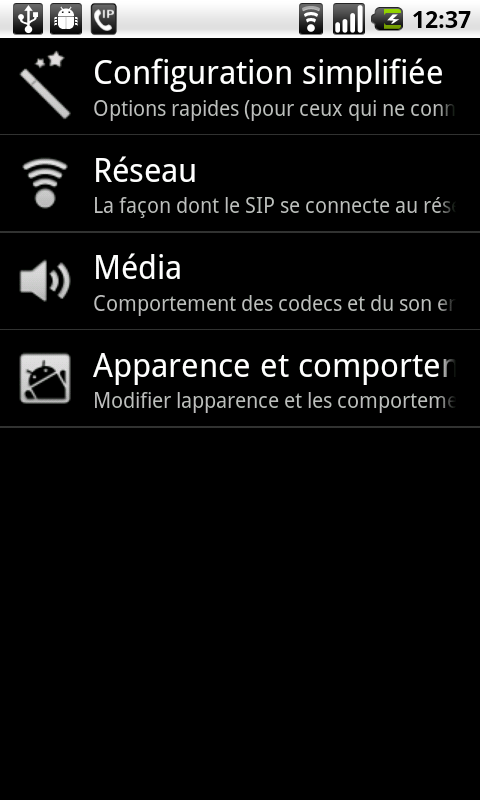 IP
12:37
Configuration simplifiée
Options rapides (pour ceux qui ne conn
Réseau
La façon dont le SIP se connecte au rés
Média
Comportement des codecs et du son en
Apparence et comporten
Modifier lapparence et les comporteme